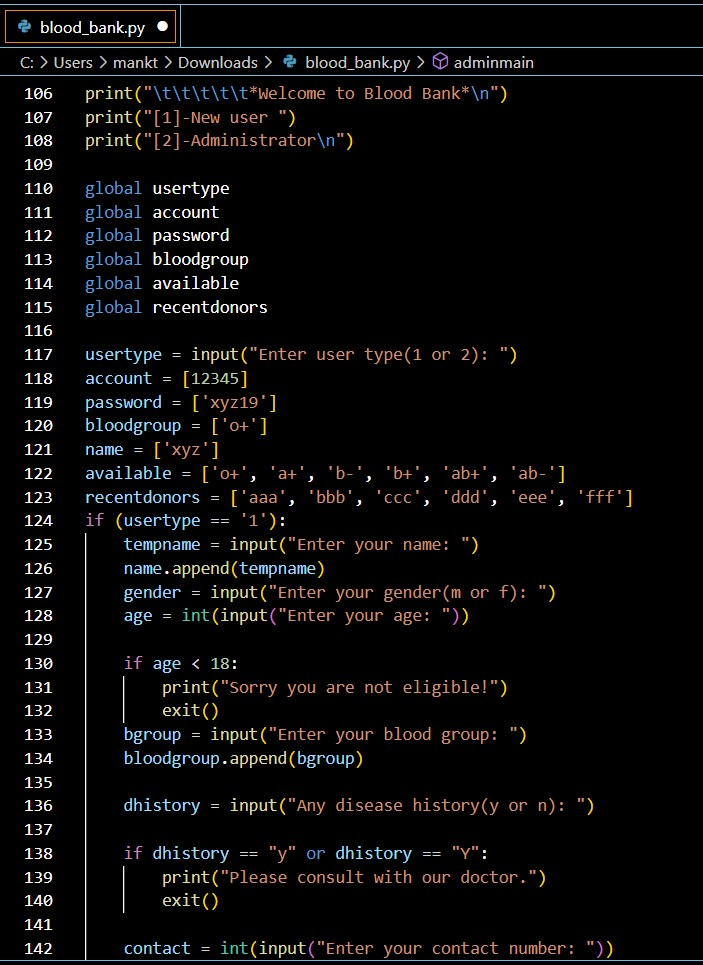 blood_bank.py ●
C: > Users > mankt > Downloads > blood_bank.py > adminmain
106 print("\t\t\t\t\t*Welcome to Blood Bank*\n")
107 print("[1]-New user ")
108 print("[2]-Administrator\n")
109
110 global usertype
111 global account
112 global password
113 global bloodgroup
114 global available
115 global recentdonors
116
117 usertype = input("Enter user type(1 or 2): ")
118 account = [12345]
119 password = ['xyz19']
120 bloodgroup = ['o+']
121 name = ['xyz']
122 available = ['o+', 'a+', 'b-', 'b+', 'ab+', 'ab-']
123 recentdonors = ['aaa', 'bbb', 'ccc', 'ddd', 'eee', 'fff']
124 if (usertype == '1'):
125     tempname = input("Enter your name: ")
126     name.append(tempname)
127     gender = input("Enter your gender(m or f): ")
128     age = int(input("Enter your age: "))
129
130     if age < 18:
131         print("Sorry you are not eligible!")
132         exit()
133     bgroup = input("Enter your blood group: ")
134     bloodgroup.append(bgroup)
135
136     dhistory = input("Any disease history(y or n): ")
137
138     if dhistory == "y" or dhistory == "Y":
139         print("Please consult with our doctor.")
140         exit()
141
142     contact = int(input("Enter your contact number: "))